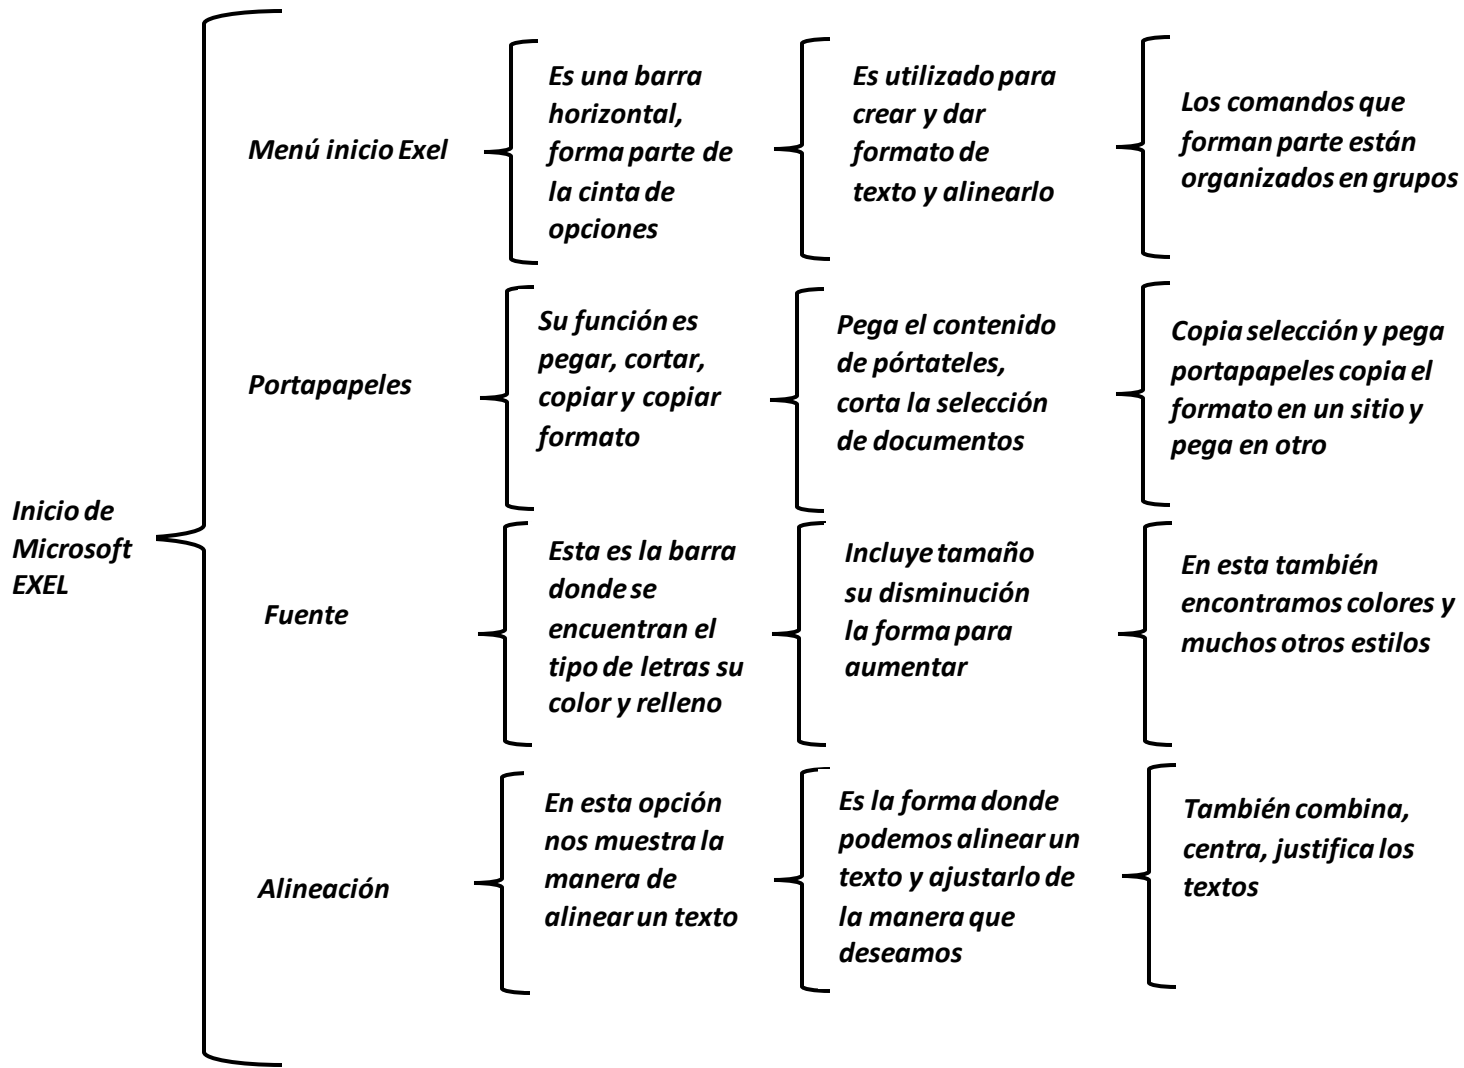 Inicio de
Microsoft
EXEL
Menú inicio Exel
Es una barra
horizontal,
forma parte de
la cinta de
opciones
Es utilizado para
crear y dar
formato de
texto y alinearlo
Los comandos que
forman parte están
organizados en grupos
Portapapeles
Su función es
pegar, cortar,
copiar y copiar
formato
Pega el contenido
de pórtateles,
corta la selección
de documentos
Copia selección y pega
portapapeles copia el
formato en un sitio y
pega en otro
Fuente
Esta es la barra
donde se
encuentran el
tipo de letras su
color y relleno
Incluye tamaño
su disminución
la forma para
aumentar
En esta también
encontramos colores y
muchos otros estilos
Alineación
En esta opción
nos muestra la
manera de
alinear un texto
Es la forma donde
podemos alinear un
texto y ajustarlo de
la manera que
deseamos
También combina,
centra, justifica los
textos